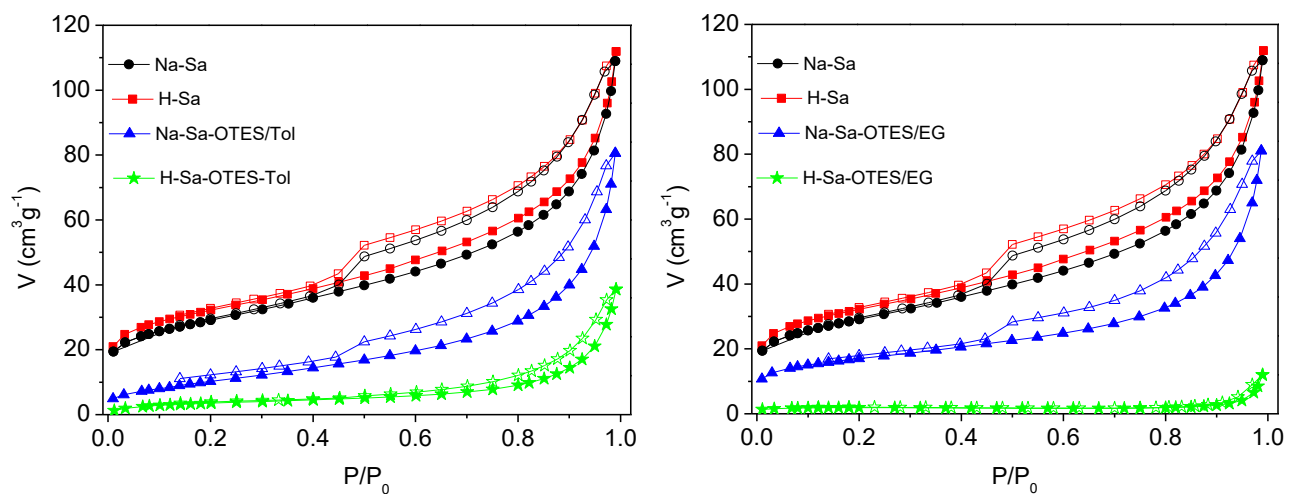 120
100
80
60
40
20
0
V (cm³g⁻¹)
Na-Sa
H-Sa
Na-Sa-OTES/Tol
H-Sa-OTES-Tol
0.0 0.2 0.4 0.6 0.8 1.0
P/P₀
120
100
80
60
40
20
0
V (cm³g⁻¹)
Na-Sa
H-Sa
Na-Sa-OTES/EG
H-Sa-OTES/EG
0.0 0.2 0.4 0.6 0.8 1.0
P/P₀